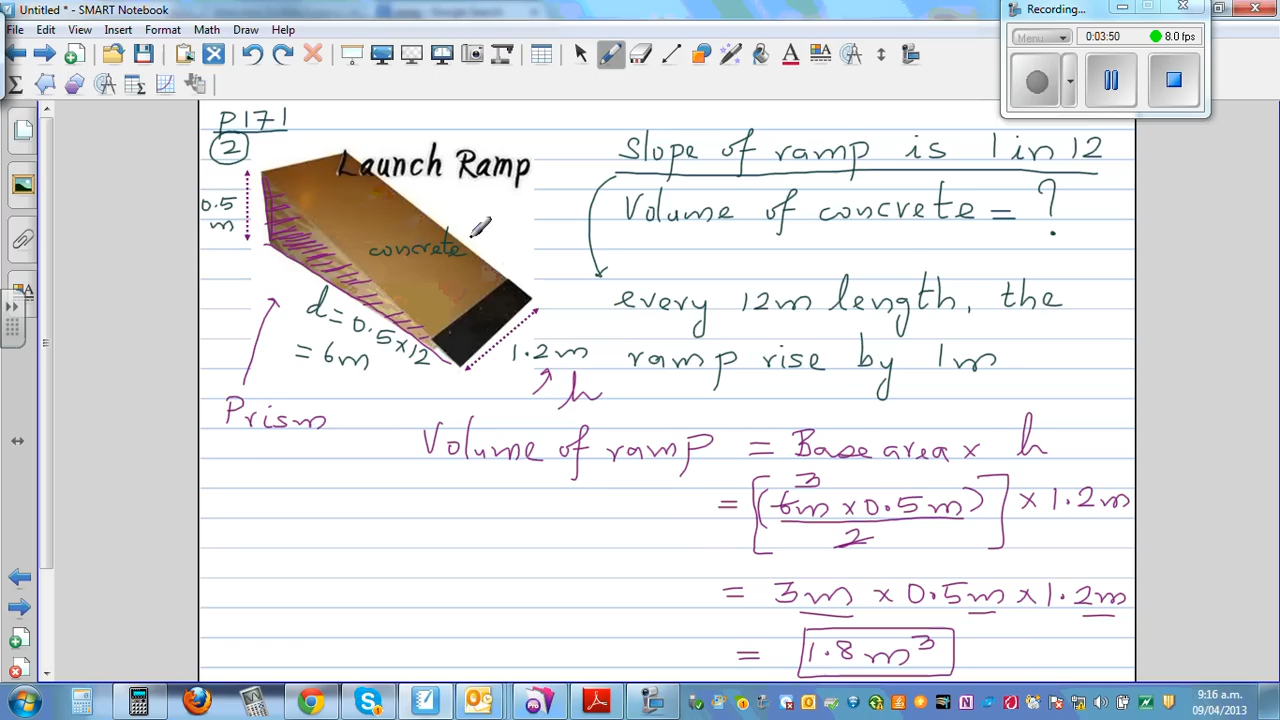 Untitled * - SMART Notebook
Recording...
File Edit View Insert Format Math Draw Help
Menu
0:03:50
8.0 fps
P171
2
Launch Ramp
0.5
m
concrete
d = 0.5 x 12
= 6m
1.2m
h
Prism
Slope of ramp is 1 in 12
Volume of concrete = ?
every 12m length, the
ramp rise by 1m
Volume of ramp = Base area x h
= [(6m x 0.5m)/2] x 1.2m
3
= 3m x 0.5m x 1.2m
= 1.8 m³
9:16 a.m.
09/04/2013